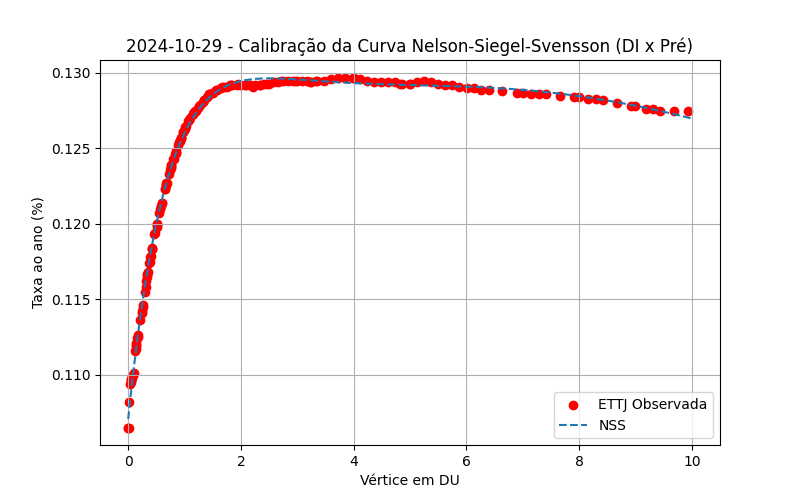 2024-10-29 - Calibração da Curva Nelson-Siegel-Svensson (DI x Pré)
0.130
0.125
0.120
0.115
0.110
Taxa ao ano (%)
ETTJ Observada
NSS
0 2 4 6 8 10
Vértice em DU